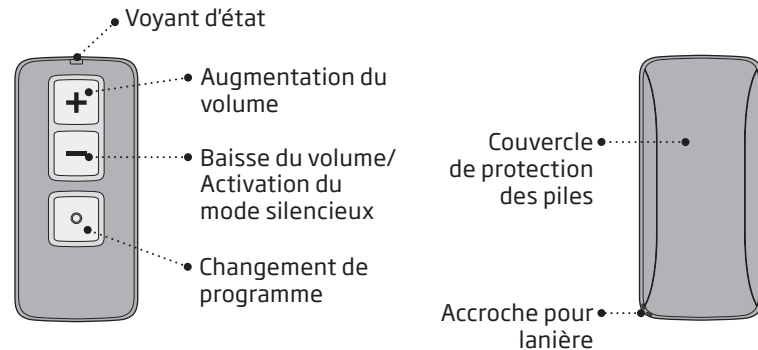 Voyant d'état
Augmentation du
volume
Baisse du volume/
Activation du
mode silencieux
Changement de
programme
Couvercle
de protection
des piles
Accroche pour
lanière